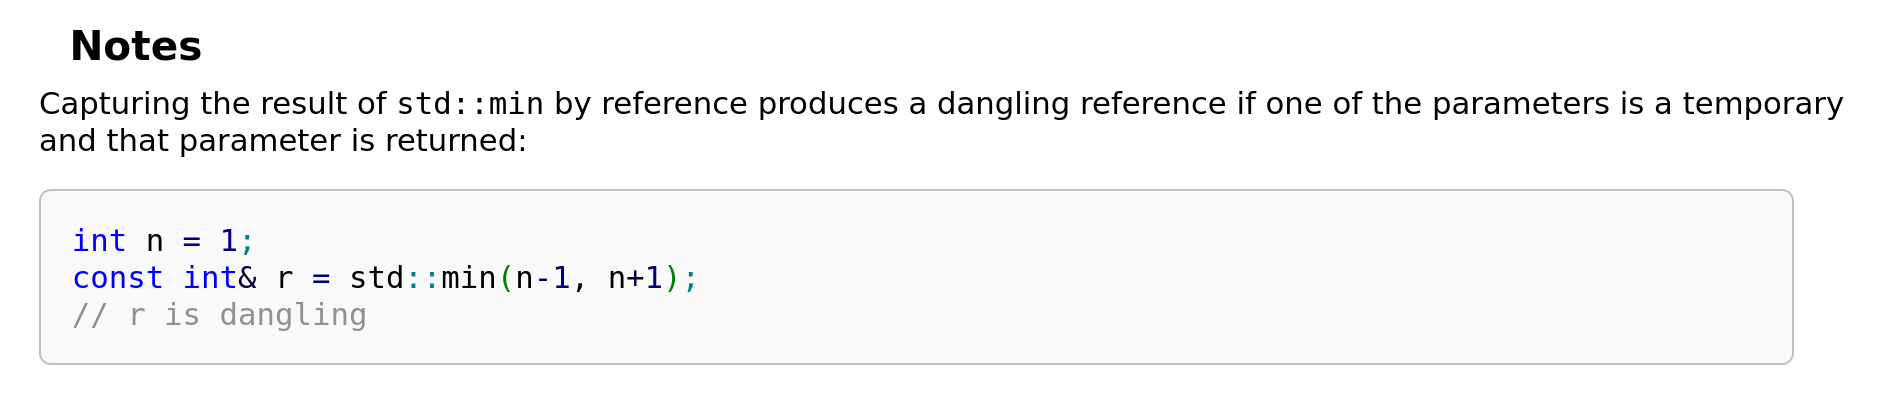 Notes
Capturing the result of std::min by reference produces a dangling reference if one of the parameters is a temporary
and that parameter is returned:
int n = 1;
const int& r = std::min(n-1, n+1);
// r is dangling